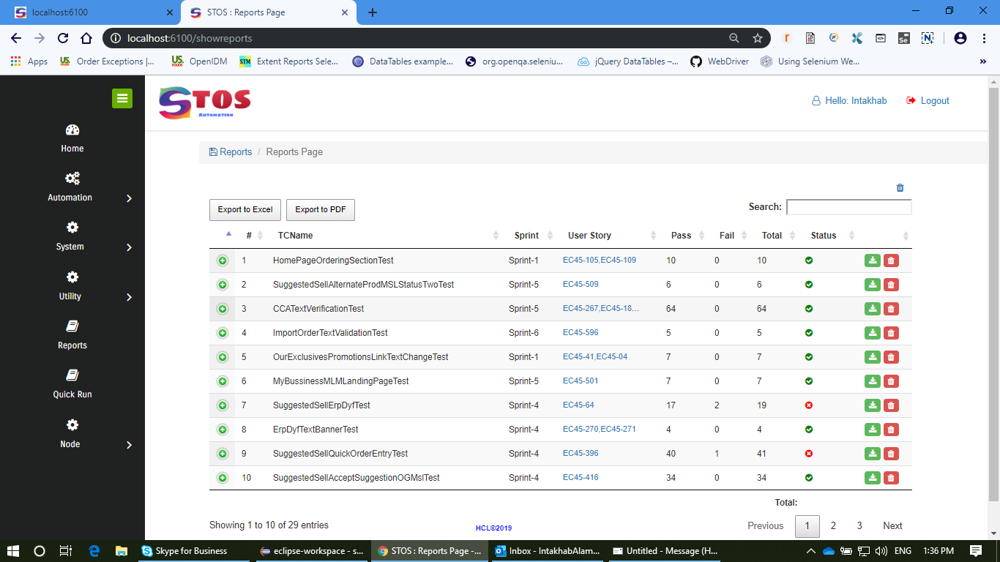 localhost:6100
STOS : Reports Page
localhost:6100/showreports
Apps Order Exceptions |... OpenIDM Extent Reports Sele... DataTables example... org.openqa.seleniu... jQuery DataTables –... WebDriver Using Selenium We... »
STOS
AUTOMATION
Hello: Intakhab Logout
Home
Automation
System
Utility
Reports
Quick Run
Node
Reports / Reports Page
Export to Excel Export to PDF Search:
# TCName Sprint User Story Pass Fail Total Status
1 HomePageOrderingSectionTest Sprint-1 EC45-105,EC45-109 10 0 10
2 SuggestedSellAlternateProdMSLStatusTwoTest Sprint-5 EC45-509 6 0 6
3 CCATextVerificationTest Sprint-5 EC45-267,EC45-18... 64 0 64
4 ImportOrderTextValidationTest Sprint-6 EC45-596 5 0 5
5 OurExclusivesPromotionsLinkTextChangeTest Sprint-1 EC45-41,EC45-04 7 0 7
6 MyBussinessMLMLandingPageTest Sprint-5 EC45-501 7 0 7
7 SuggestedSellErpDyfTest Sprint-4 EC45-64 17 2 19
8 ErpDyfTextBannerTest Sprint-4 EC45-270,EC45-271 4 0 4
9 SuggestedSellQuickOrderEntryTest Sprint-4 EC45-396 40 1 41
10 SuggestedSellAcceptSuggestionOGMslTest Sprint-4 EC45-416 34 0 34
Total:
Showing 1 to 10 of 29 entries
Previous 1 2 3 Next
HCL©2019
Skype for Business eclipse-workspace - s... STOS : Reports Page -... Inbox - IntakhabAlam... Untitled - Message (H... ENG 1:36 PM